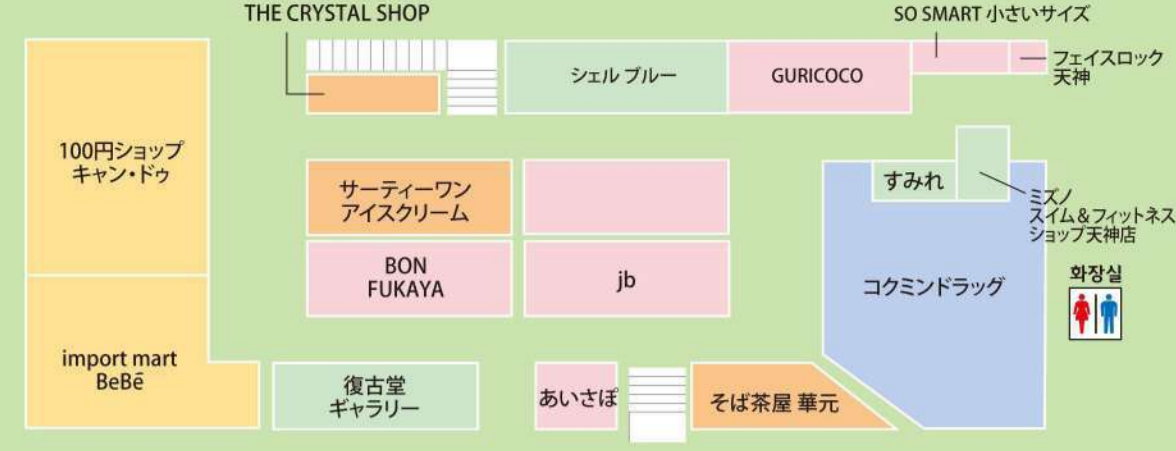 THE CRYSTAL SHOP
SO SMART 小さいサイズ
シェル ブルー
GURICOCO
フェイスロック
天神
100円ショップ
キャン・ドゥ
サーティーワン
アイスクリーム
すみれ
ミズノ
スイム&フィットネス
ショップ天神店
BON
FUKAYA
jb
コクミンドラッグ
화장실
import mart
BeBē
復古堂
ギャラリー
あいさぽ
そば茶屋 華元